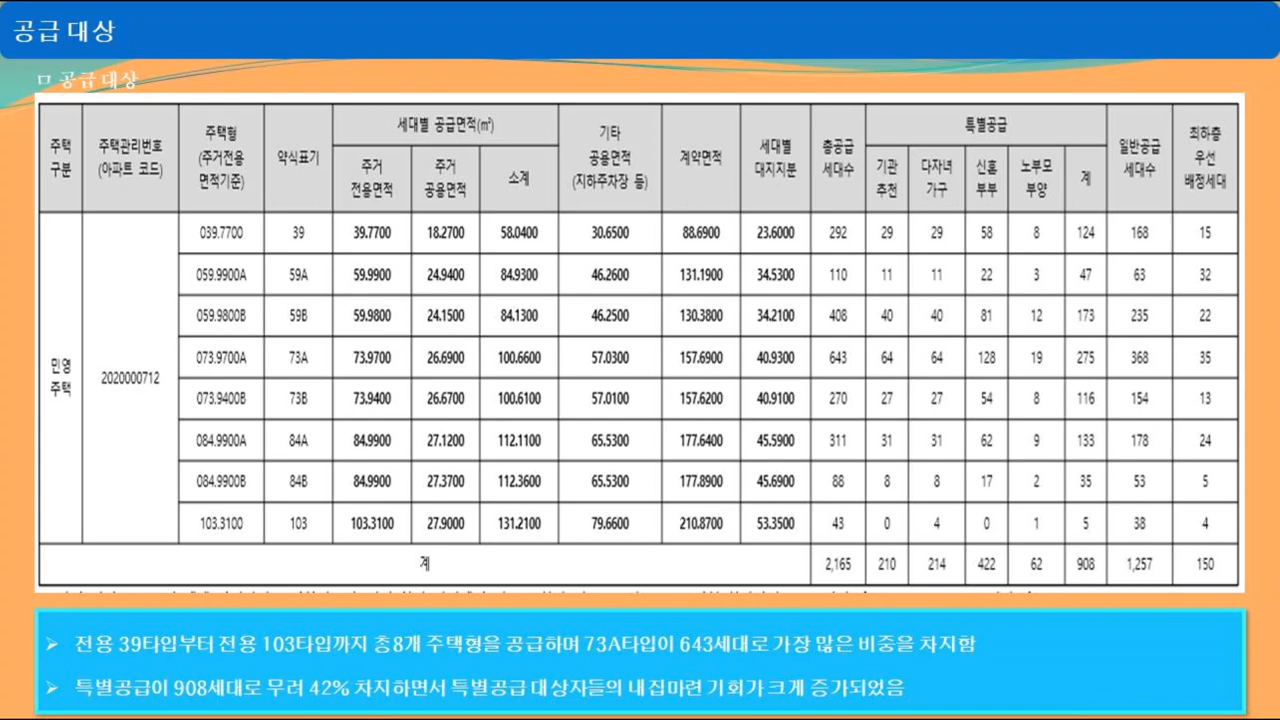 공급 대상
ㅁ 공급 대상
주택 구분 주택관리번호 (아파트 코드) 주택형 (주거전용 면적기준) 약식표기 세대별 공급면적(㎡) 기타 공용면적 (지하주차장 등) 계약면적 세대별 대지지분 총공급 세대수 특별공급 일반공급 세대수 최하층 우선 배정세대
주거 전용면적 주거 공용면적 소계 기관 추천 다자녀 가구 신혼 부부 노부모 부양 계
민영 주택 2020000712
039.7700 39 39.7700 18.2700 58.0400 30.6500 88.6900 23.6000 292 29 29 58 8 124 168 15
059.9900A 59A 59.9900 24.9400 84.9300 46.2600 131.1900 34.5300 110 11 11 22 3 47 63 32
059.9800B 59B 59.9800 24.1500 84.1300 46.2500 130.3800 34.2100 408 40 40 81 12 173 235 22
073.9700A 73A 73.9700 26.6900 100.6600 57.0300 157.6900 40.9300 643 64 64 128 19 275 368 35
073.9400B 73B 73.9400 26.6700 100.6100 57.0100 157.6200 40.9100 270 27 27 54 8 116 154 13
084.9900A 84A 84.9900 27.1200 112.1100 65.5300 177.6400 45.5900 311 31 31 62 9 133 178 24
084.9900B 84B 84.9900 27.3700 112.3600 65.5300 177.8900 45.6900 88 8 8 17 2 35 53 5
103.3100 103 103.3100 27.9000 131.2100 79.6600 210.8700 53.3500 43 0 4 0 1 5 38 4
계 2,165 210 214 422 62 908 1,257 150
➢ 전용 39타입부터 전용 103타입까지 총8개 주택형을 공급하며 73A타입이 643세대로 가장 많은 비중을 차지함
➢ 특별공급이 908세대로 무려 42% 차지하면서 특별공급 대상자들의 내집마련 기회가 크게 증가되었음